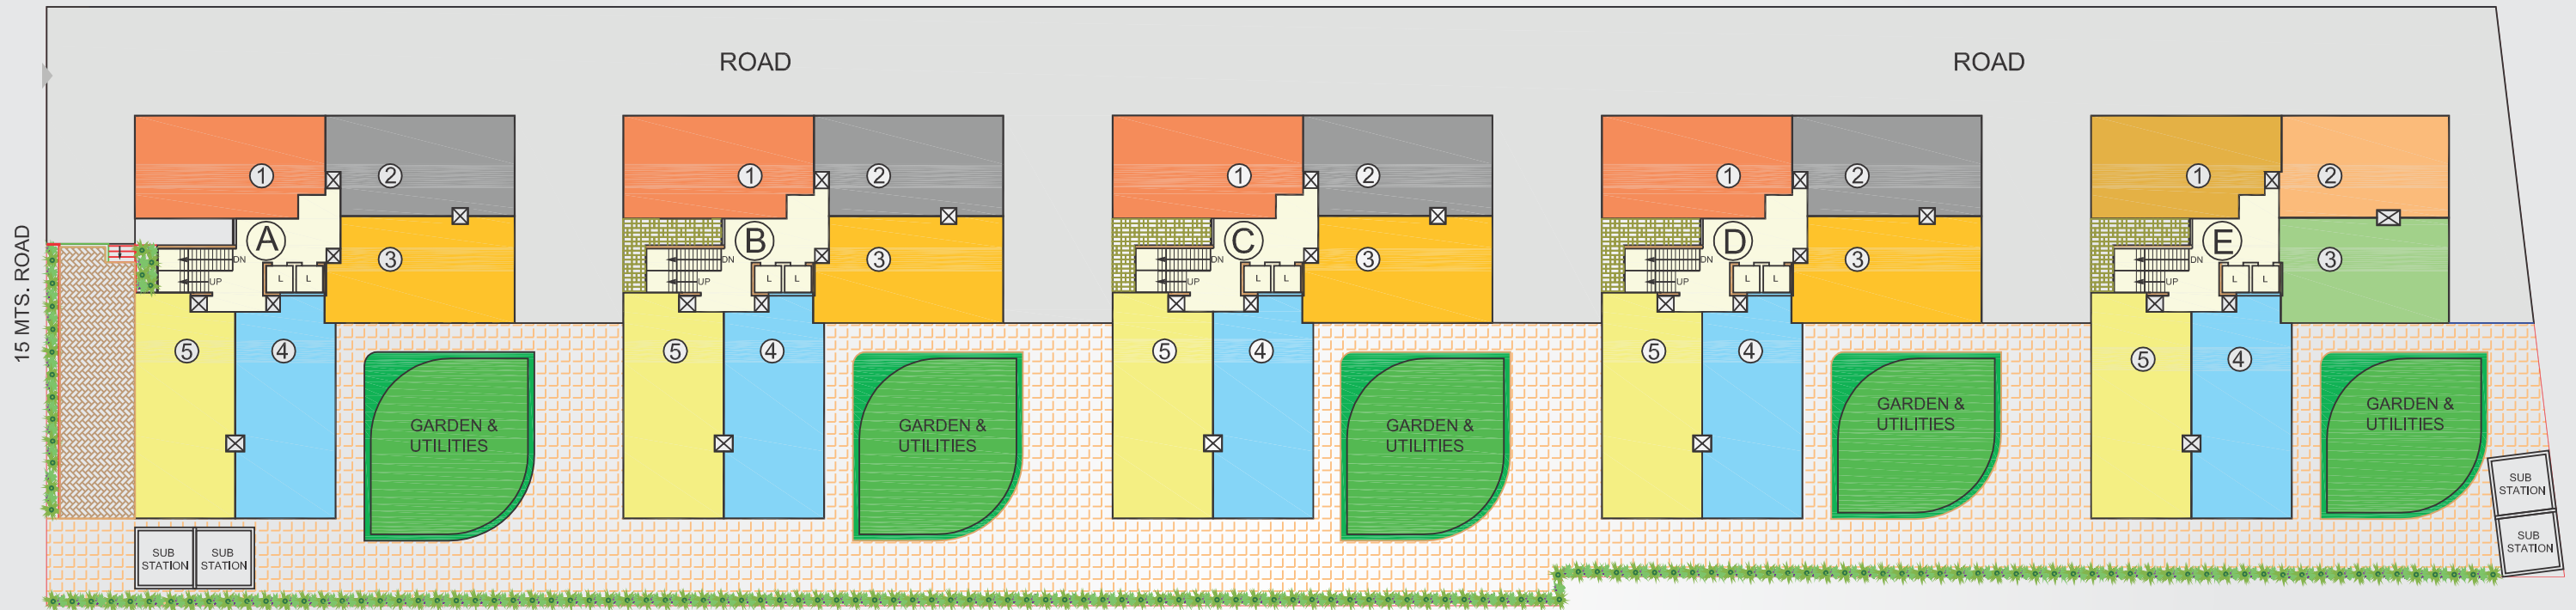 ROAD
ROAD
15 MTS. ROAD
1
2
A
3
DN
UP
L
L
5
4
GARDEN &
UTILITIES
SUB
STATION
SUB
STATION
1
2
B
3
DN
UP
L
L
5
4
GARDEN &
UTILITIES
1
2
C
3
DN
UP
L
L
5
4
GARDEN &
UTILITIES
1
2
D
3
DN
UP
L
L
5
4
GARDEN &
UTILITIES
1
2
E
3
DN
UP
L
L
5
4
GARDEN &
UTILITIES
SUB
STATION
SUB
STATION